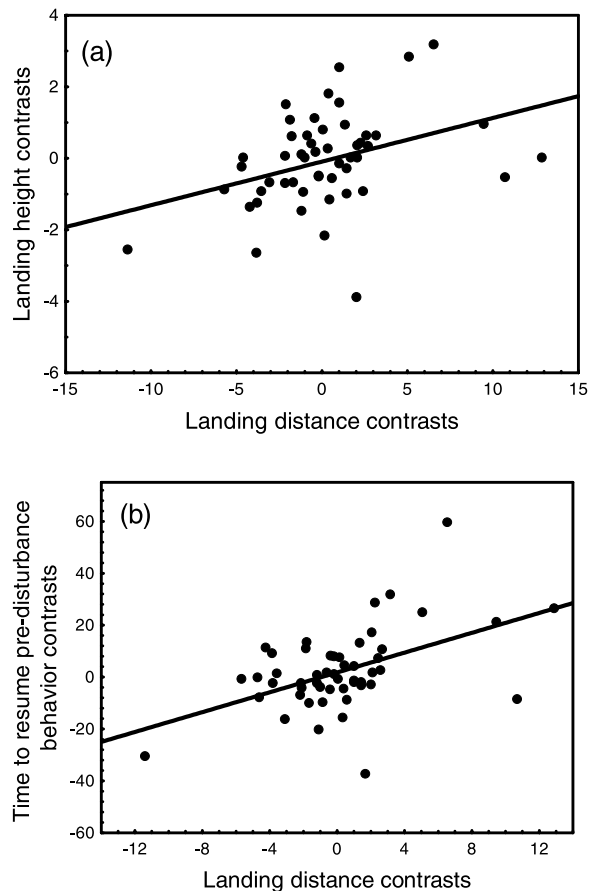 (a)
Landing height contrasts
4
2
0
-2
-4
-6
-15 -10 -5 0 5 10 15
Landing distance contrasts
(b)
Time to resume pre-disturbance
behavior contrasts
60
40
20
0
-20
-40
-60
-12 -8 -4 0 4 8 12
Landing distance contrasts